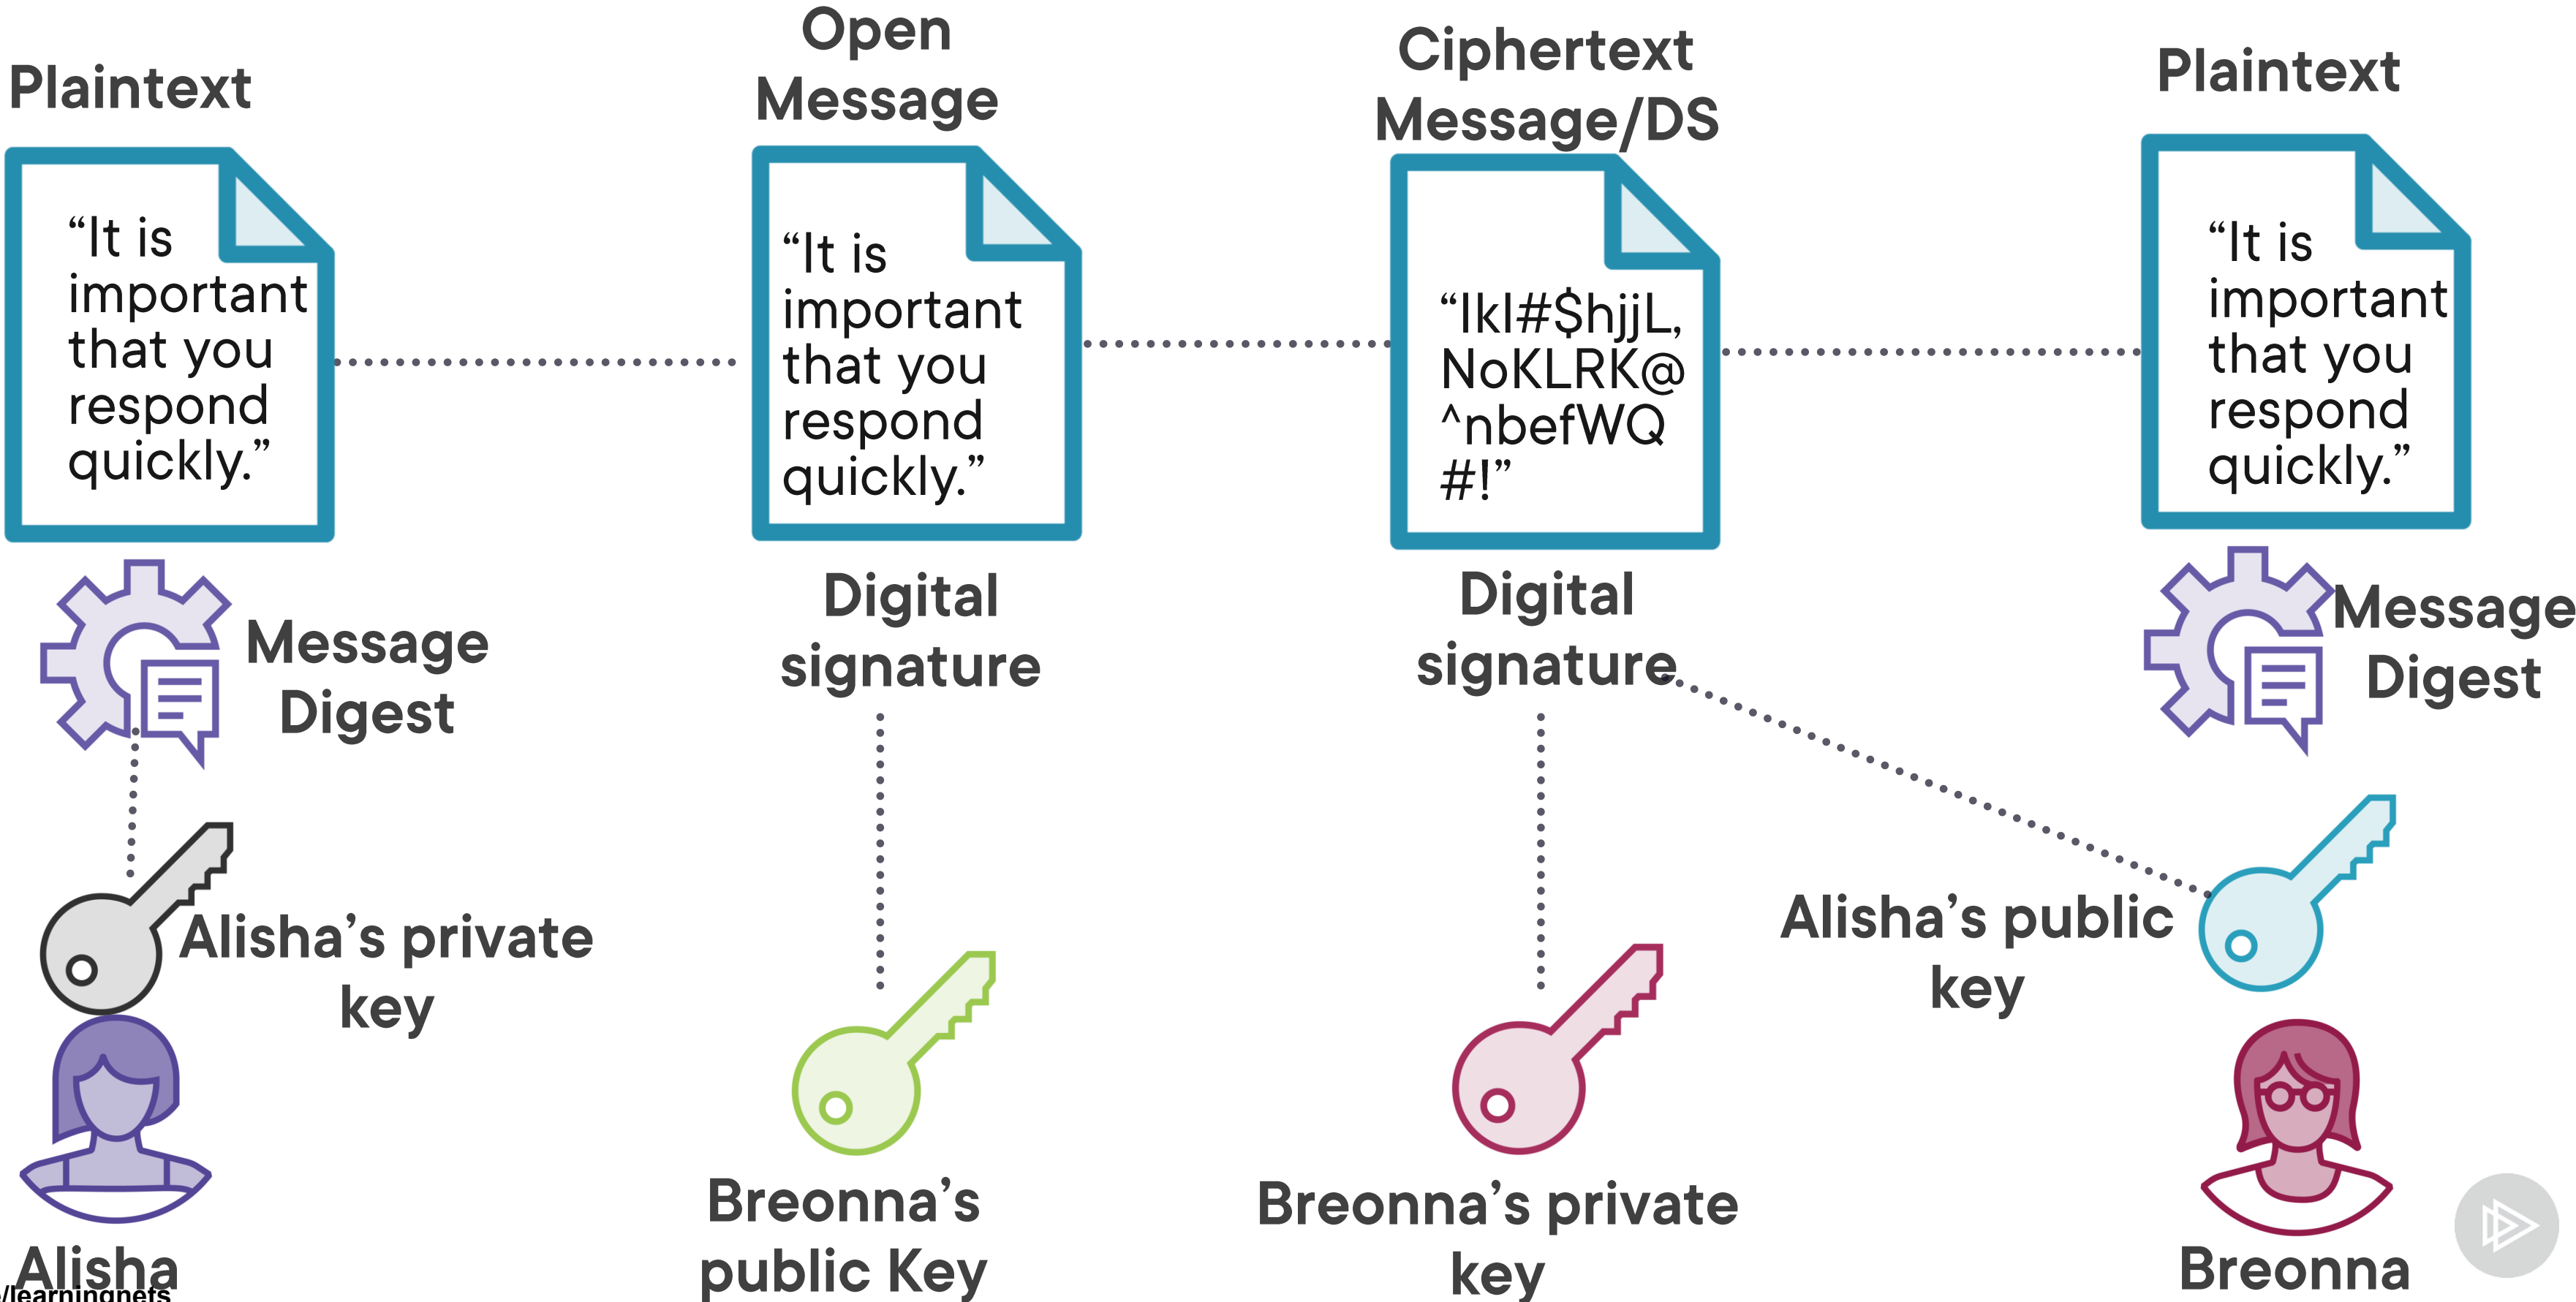 Plaintext
“It is
important
that you
respond
quickly.”
Message
Digest
Alisha’s private
key
Alisha
e/learningnets
Open
Message
“It is
important
that you
respond
quickly.”
Digital
signature
Breonna’s
public Key
Ciphertext
Message/DS
“lkl#$hjjL,
NoKLRK@
^nbefWQ
#!”
Digital
signature
Breonna’s private
key
Plaintext
“It is
important
that you
respond
quickly.”
Message
Digest
Alisha’s public
key
Breonna